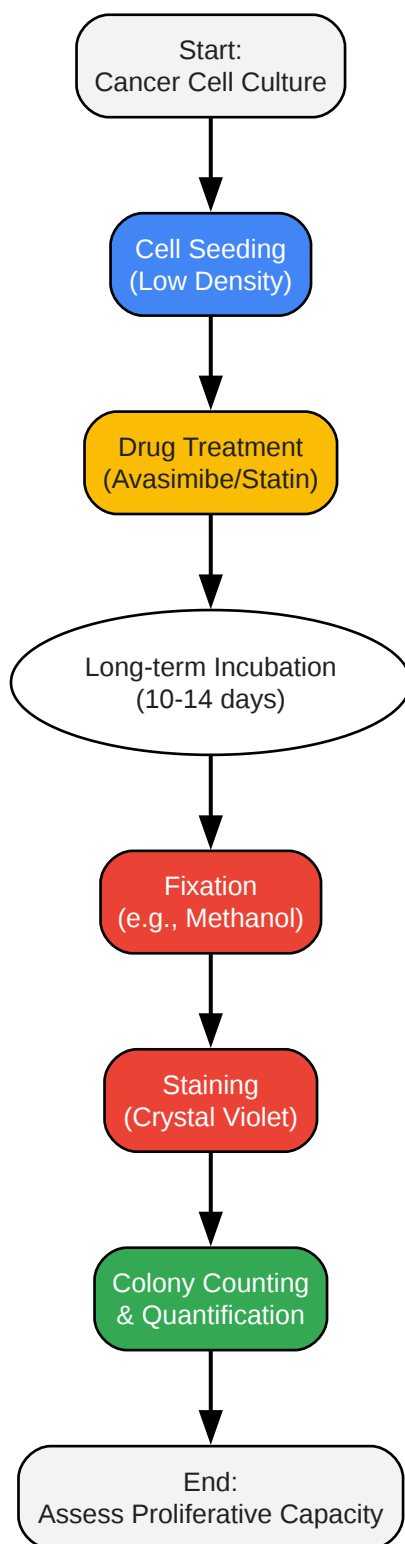 Start:
Cancer Cell Culture
Cell Seeding
(Low Density)
Drug Treatment
(Avasimibe/Statin)
Long-term Incubation
(10-14 days)
Fixation
(e.g., Methanol)
Staining
(Crystal Violet)
Colony Counting
& Quantification
End:
Assess Proliferative Capacity